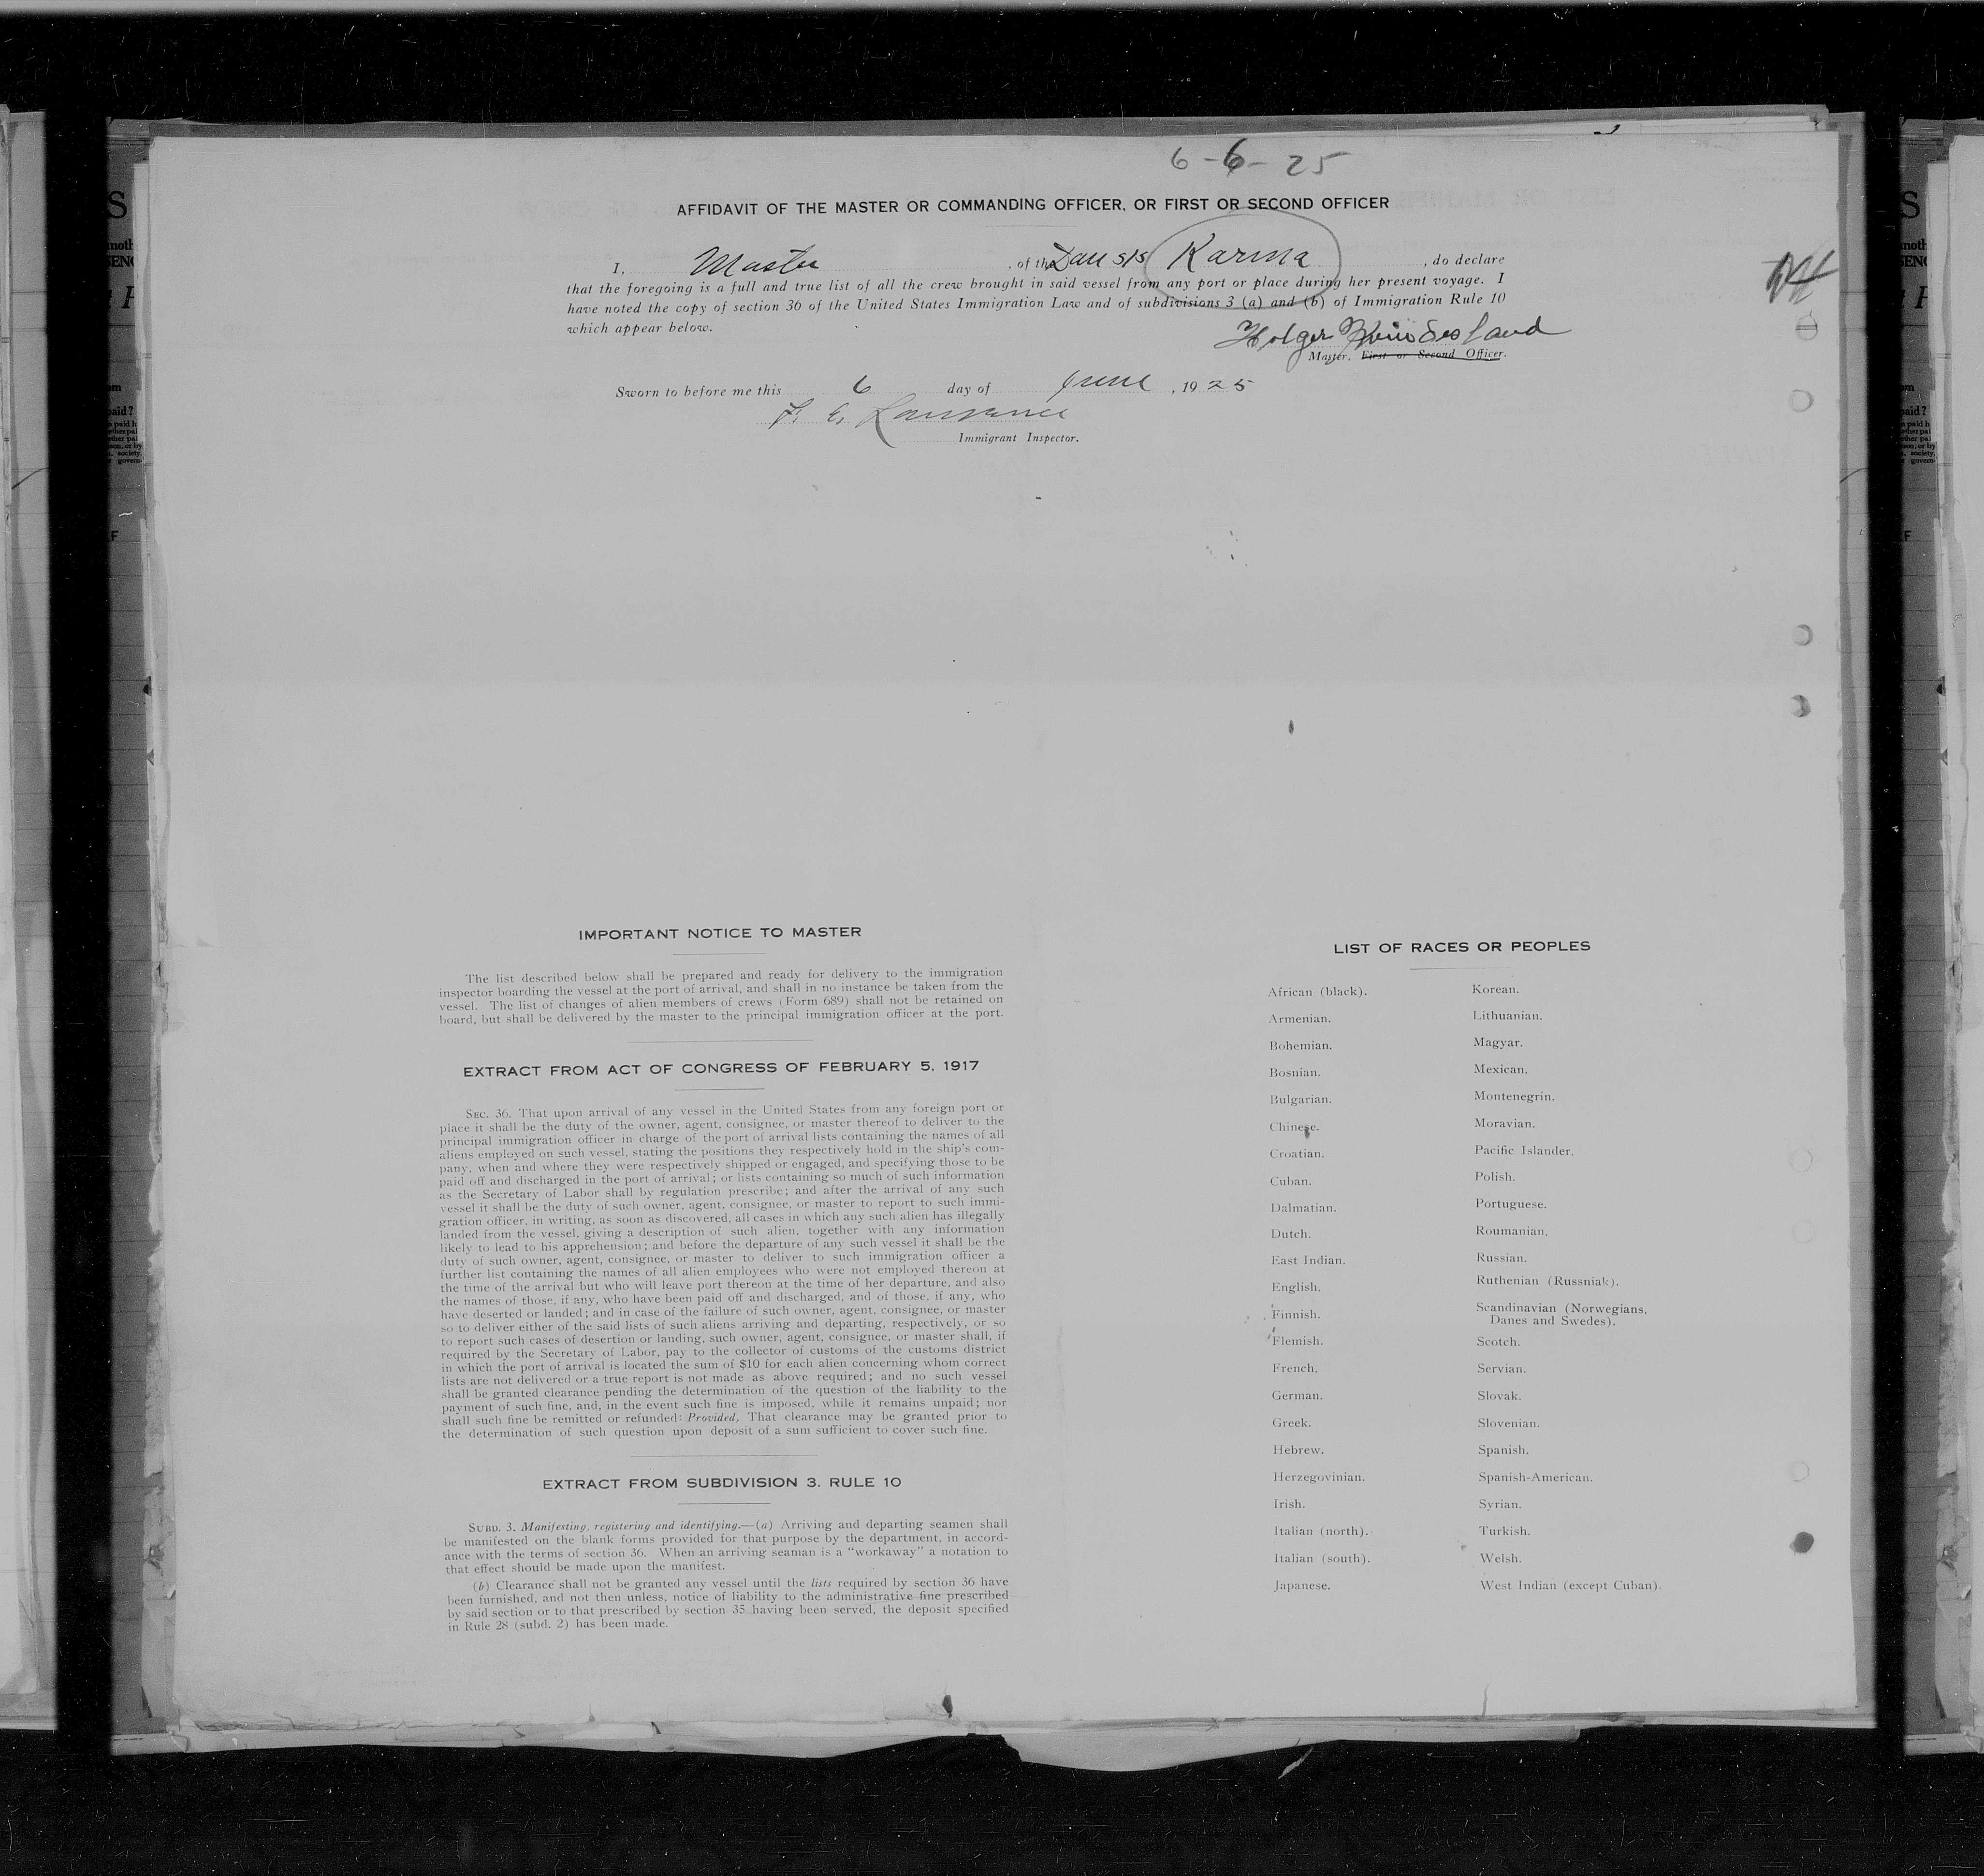 6-6-25
AFFIDAVIT OF THE MASTER OR COMMANDING OFFICER, OR FIRST OR SECOND OFFICER
I, Master, of the Dan S/S Karma, do declare
that the foregoing is a full and true list of all the crew brought in said vessel from any port or place during her present voyage. I
have noted the copy of section 36 of the United States Immigration Law and of subdivisions 3 (a) and (b) of Immigration Rule 10
which appear below.
Holger
Master, First or Second Officer.
Sworn to before me this 6 day of June, 1925
Immigrant Inspector.
IMPORTANT NOTICE TO MASTER
The list described below shall be prepared and ready for delivery to the immigration
inspector boarding the vessel at the port of arrival, and shall in no instance be taken from the
vessel. The list of changes of alien members of crews (Form 689) shall not be retained on
board, but shall be delivered by the master to the principal immigration officer at the port.
EXTRACT FROM ACT OF CONGRESS OF FEBRUARY 5, 1917
SEC. 36. That upon arrival of any vessel in the United States from any foreign port or
place it shall be the duty of the owner, agent, consignee, or master thereof to deliver to the
principal immigration officer in charge of the port of arrival lists containing the names of all
aliens employed on such vessel, stating the positions they respectively hold in the ship's com-
pany, when and where they were respectively shipped or engaged, and specifying those to be
paid off and discharged in the port of arrival; or lists containing so much of such information
as the Secretary of Labor shall by regulation prescribe; and after the arrival of any such
vessel it shall be the duty of such owner, agent, consignee, or master to report to such immi-
gration officer, in writing, as soon as discovered, all cases in which any such alien has illegally
landed from the vessel, giving a description of such alien, together with any information
likely to lead to his apprehension; and before the departure of any such vessel it shall be the
duty of such owner, agent, consignee, or master to deliver to such immigration officer a
further list containing the names of all alien employees who were not employed thereon at
the time of the arrival but who will leave port thereon at the time of her departure, and also
the names of those, if any, who have been paid off and discharged, and of those, if any, who
have deserted or landed; and in case of the failure of such owner, agent, consignee, or master
so to deliver either of the said lists of such aliens arriving and departing, respectively, or so
to report such cases of desertion or landing, such owner, agent, consignee, or master shall, if
required by the Secretary of Labor, pay to the collector of customs of the customs district
in which the port of arrival is located the sum of $10 for each alien concerning whom correct
lists are not delivered or a true report is not made as above required; and no such vessel
shall be granted clearance pending the determination of the question of the liability to the
payment of such fine, and, in the event such fine is imposed, while it remains unpaid; nor
shall such fine be remitted or refunded: Provided, That clearance may be granted prior to
the determination of such question upon deposit of a sum sufficient to cover such fine.
EXTRACT FROM SUBDIVISION 3, RULE 10
SUBD. 3. Manifesting, registering and identifying.—(a) Arriving and departing seamen shall
be manifested on the blank forms provided for that purpose by the department, in accord-
ance with the terms of section 36. When an arriving seaman is a "workaway" a notation to
that effect should be made upon the manifest.
(b) Clearance shall not be granted any vessel until the lists required by section 36 have
been furnished, and not then unless, notice of liability to the administrative fine prescribed
by said section or to that prescribed by section 35 having been served, the deposit specified
in Rule 28 (subd. 2) has been made.
LIST OF RACES OR PEOPLES
African (black).
Armenian.
Bohemian.
Bosnian.
Bulgarian.
Chinese.
Croatian.
Cuban.
Dalmatian.
Dutch.
East Indian.
English.
Finnish.
Flemish.
French.
German.
Greek.
Hebrew.
Herzegovinian.
Irish.
Italian (north).
Italian (south).
Japanese.
Korean.
Lithuanian.
Magyar.
Mexican.
Montenegrin.
Moravian.
Pacific Islander.
Polish.
Portuguese.
Roumanian.
Russian.
Ruthenian (Russniak).
Scandinavian (Norwegians,
Danes and Swedes).
Scotch.
Servian.
Slovak.
Slovenian.
Spanish.
Spanish-American.
Syrian.
Turkish.
Welsh.
West Indian (except Cuban).